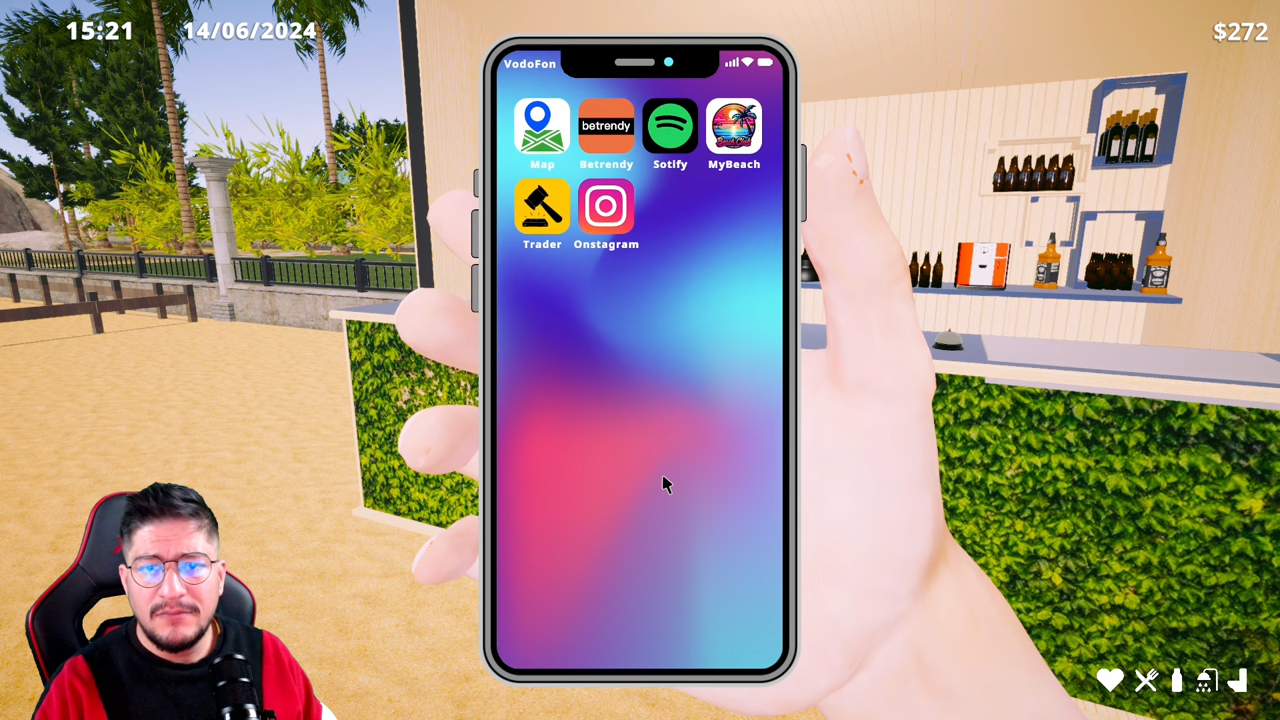 15:21 14/06/2024
$272
VodoFon
betrendy
Map Betrendy Sotify MyBeach
Trader Onstagram